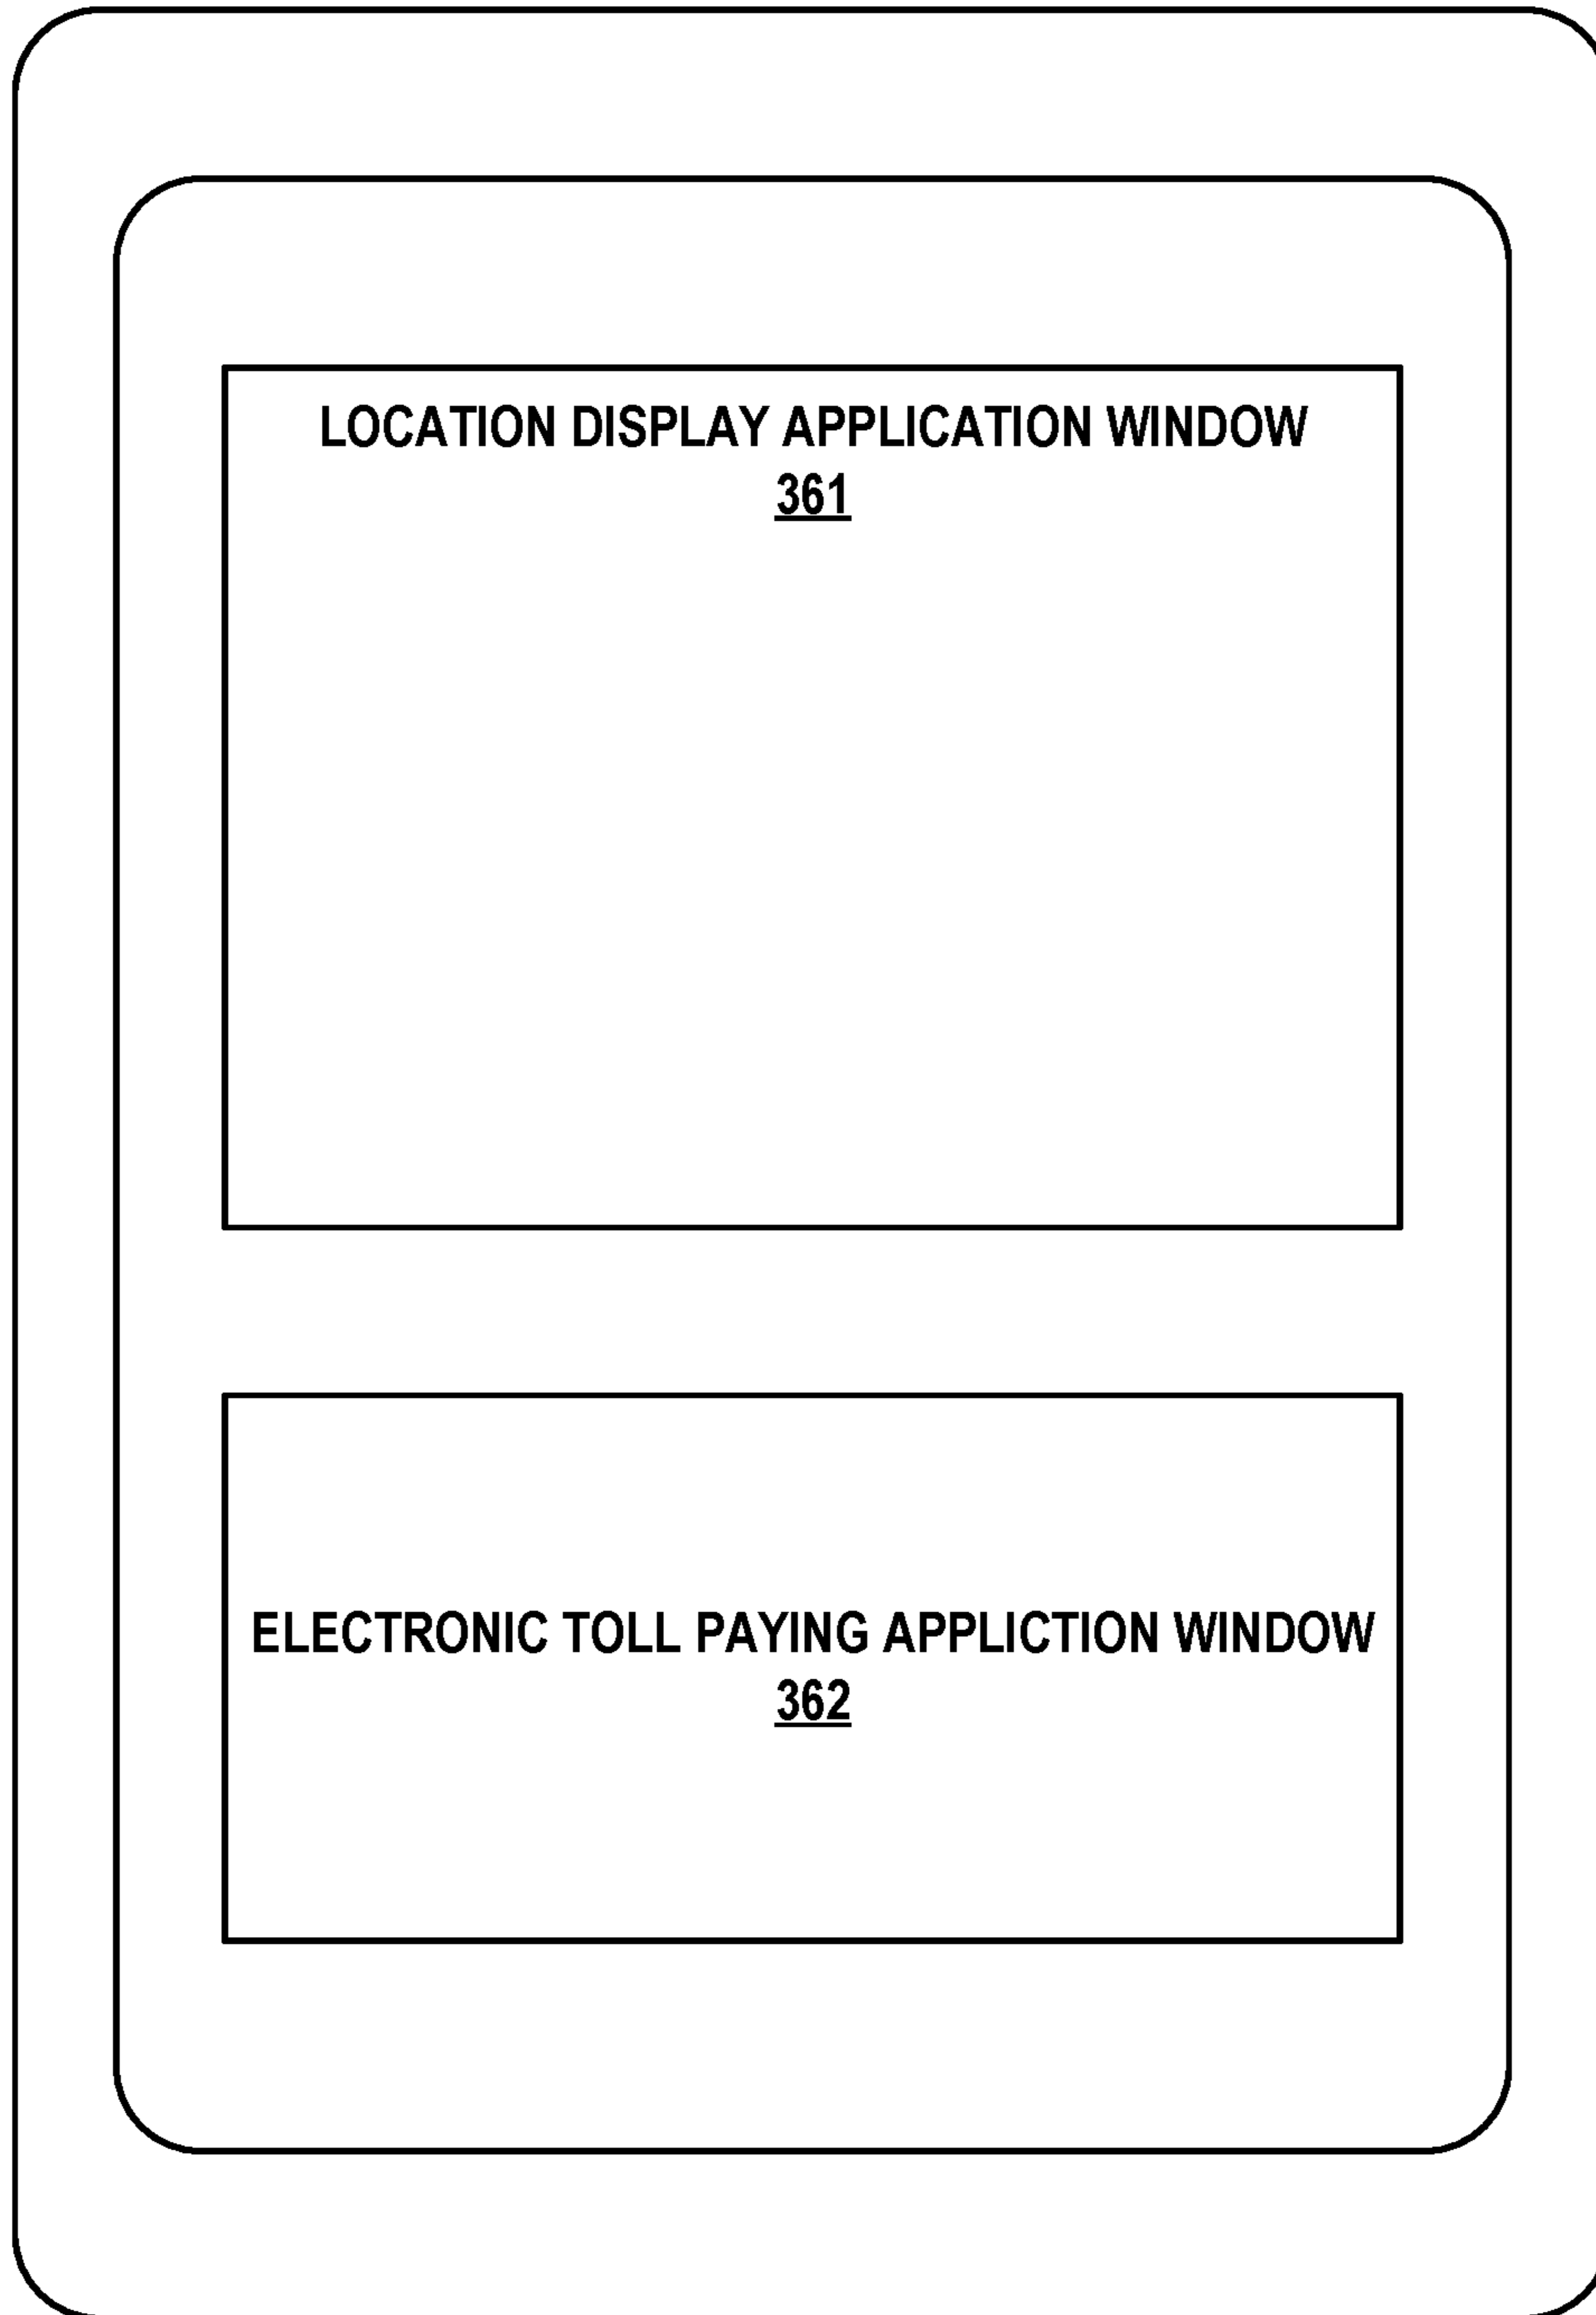 LOCATION DISPLAY APPLICATION WINDOW
361
ELECTRONIC TOLL PAYING APPLICTION WINDOW
362